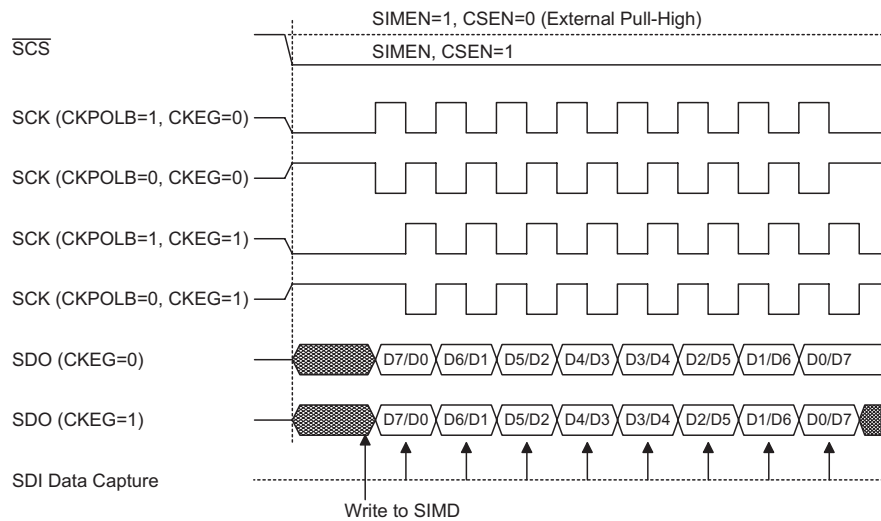 SIMEN=1, CSEN=0 (External Pull-High)
SCS
SIMEN, CSEN=1
SCK (CKPOLB=1, CKEG=0)
SCK (CKPOLB=0, CKEG=0)
SCK (CKPOLB=1, CKEG=1)
SCK (CKPOLB=0, CKEG=1)
SDO (CKEG=0) D7/D0 D6/D1 D5/D2 D4/D3 D3/D4 D2/D5 D1/D6 D0/D7
SDO (CKEG=1) D7/D0 D6/D1 D5/D2 D4/D3 D3/D4 D2/D5 D1/D6 D0/D7
SDI Data Capture
Write to SIMD